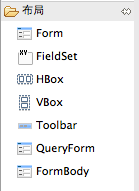 布局
Form
FieldSet
HBox
VBox
Toolbar
QueryForm
FormBody